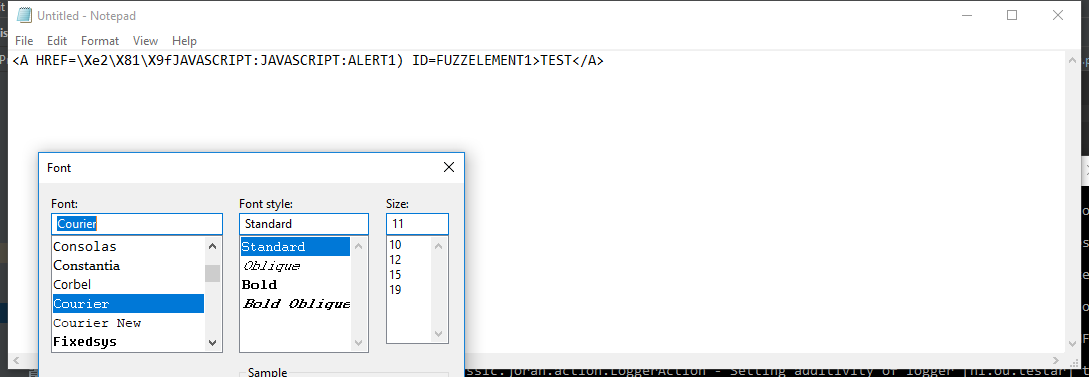 Untitled - Notepad
File Edit Format View Help
<A HREF=\Xe2\X81\X9fJAVASCRIPT:JAVASCRIPT:ALERT1) ID=FUZZELEMENT1>TEST</A>
Font
Font: Font style: Size:
Courier Standard 11
Consolas Standard 10
Constantia Oblique 12
Corbel Bold 15
Courier Bold Oblique 19
Courier New
Fixedsys
Sample
ssic.joran.action.LoggerAction - Setting additivity of logger [nl.ou.testar] t